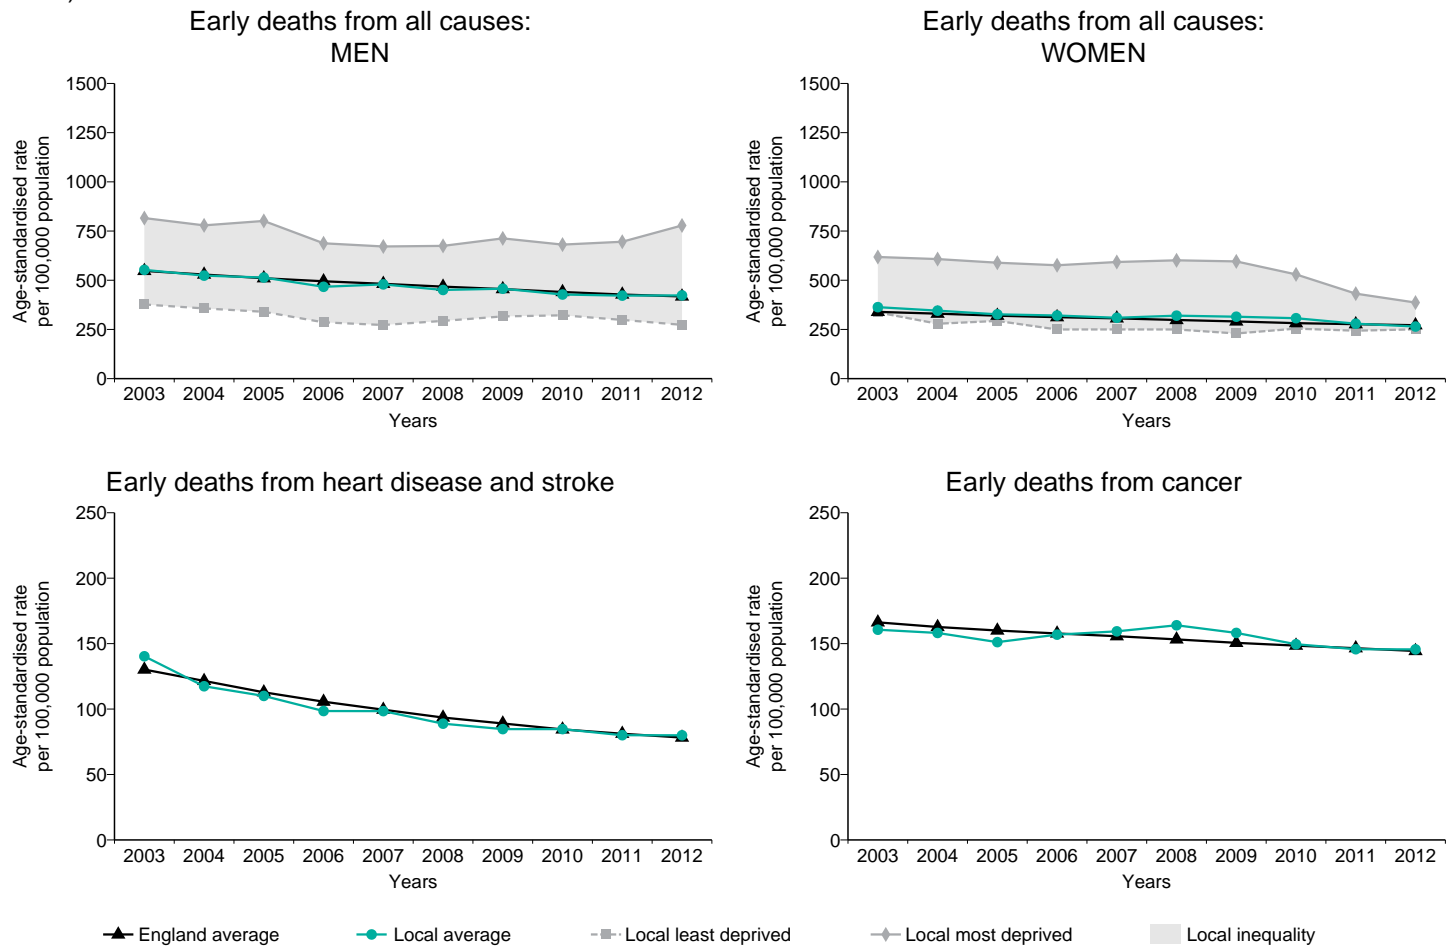 Early deaths from all causes:
MEN
1500
1250
1000
750
500
250
0
Age-standardised rate
per 100,000 population
2003 2004 2005 2006 2007 2008 2009 2010 2011 2012
Years
Early deaths from all causes:
WOMEN
1500
1250
1000
750
500
250
0
Age-standardised rate
per 100,000 population
2003 2004 2005 2006 2007 2008 2009 2010 2011 2012
Years
Early deaths from heart disease and stroke
250
200
150
100
50
0
Age-standardised rate
per 100,000 population
2003 2004 2005 2006 2007 2008 2009 2010 2011 2012
Years
Early deaths from cancer
250
200
150
100
50
0
Age-standardised rate
per 100,000 population
2003 2004 2005 2006 2007 2008 2009 2010 2011 2012
Years
England average Local average Local least deprived Local most deprived Local inequality